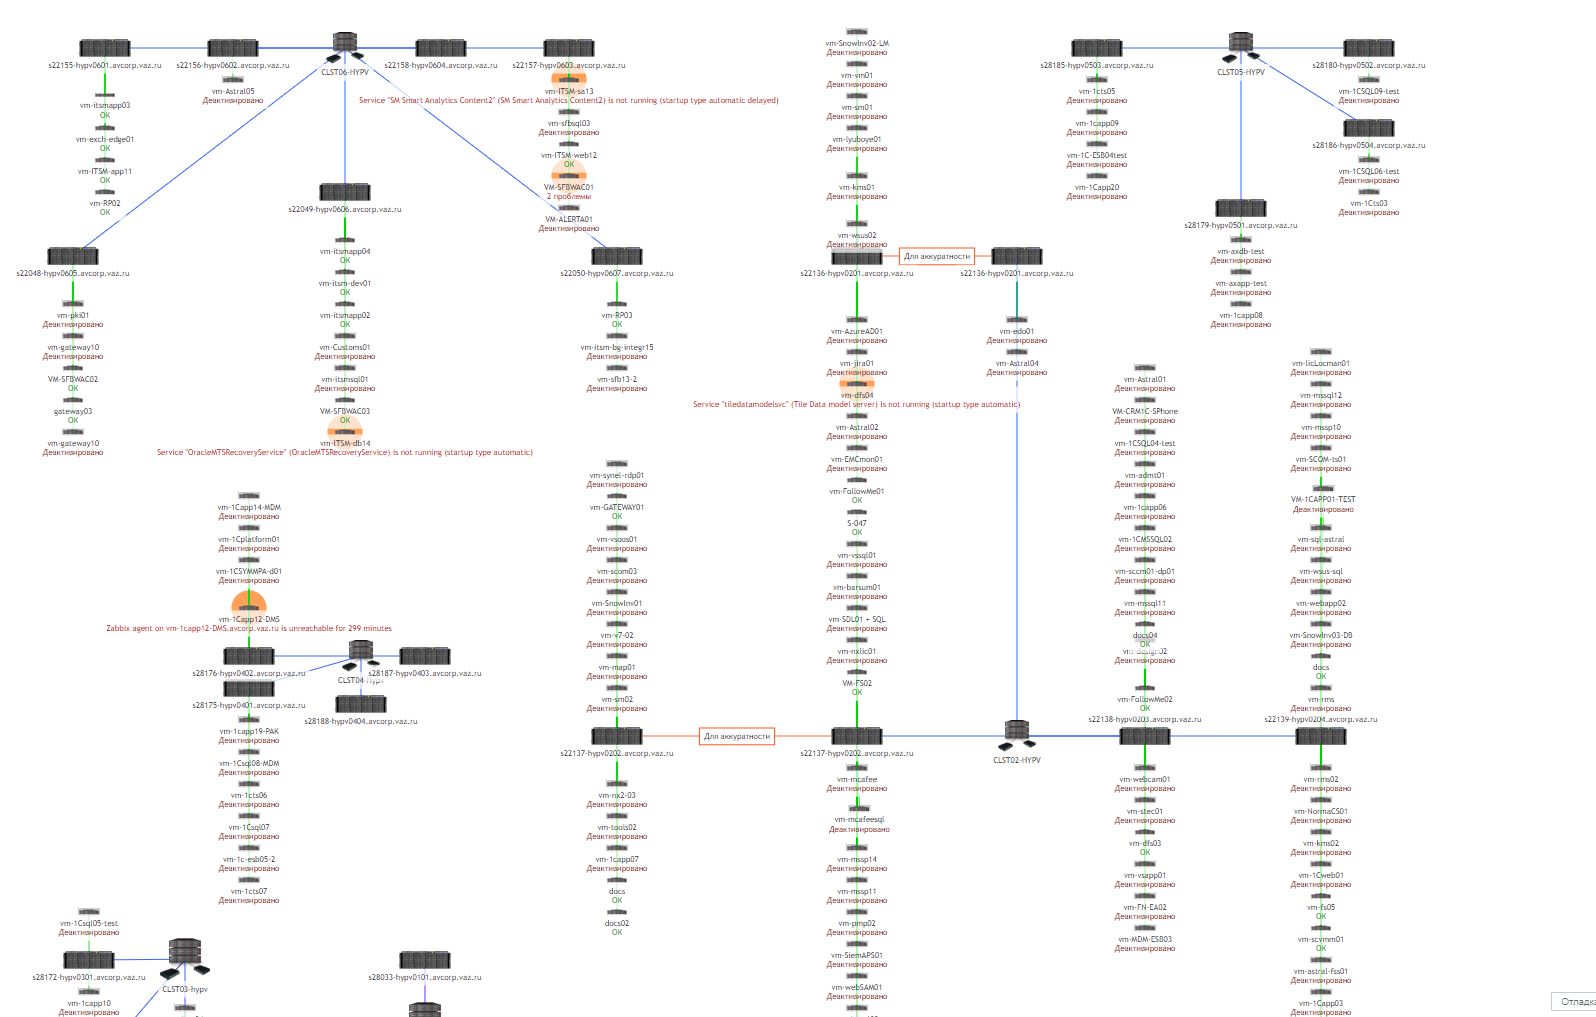 s22155-hypv0601.avcorp.vaz.ru
vm-itsmapp03
OK
vm-exch-edge01
OK
vm-ITSM-app11
OK
vm-RP02
OK
s22156-hypv0602.avcorp.vaz.ru
vm-Astral05
Деактивировано
CLST06-HYPV
s22158-hypv0604.avcorp.vaz.ru
s22157-hypv0603.avcorp.vaz.ru
vm-ITSM-sa13
Service "SM Smart Analytics Content2" (SM Smart Analytics Content2) is not running (startup type automatic delayed)
vm-sfbsql03
Деактивировано
vm-ITSM-web12
OK
VM-SFBWAC01
2 проблемы
VM-ALERTA01
Деактивировано
s22048-hypv0605.avcorp.vaz.ru
vm-pki01
Деактивировано
vm-gateway10
Деактивировано
VM-SFBWAC02
OK
gateway03
OK
vm-gateway10
Деактивировано
s22049-hypv0606.avcorp.vaz.ru
vm-itsmapp04
OK
vm-itsm-dev01
OK
vm-itsmapp02
OK
vm-Customs01
Деактивировано
vm-itsmsql01
Деактивировано
VM-SFBWAC03
OK
vm-ITSM-db14
Service "OracleMTSRecoveryService" (OracleMTSRecoveryService) is not running (startup type automatic)
s22050-hypv0607.avcorp.vaz.ru
vm-RP03
OK
vm-itsm-bg-integr15
Деактивировано
vm-sfb13-2
Деактивировано
vm-SnowInv02-LM
Деактивировано
vm-vm01
Деактивировано
vm-sm01
Деактивировано
vm-lyuboye01
Деактивировано
vm-kms01
Деактивировано
vm-wsus02
Деактивировано
s22136-hypv0201.avcorp.vaz.ru
Для аккуратности
s22136-hypv0201.avcorp.vaz.ru
vm-edo01
Деактивировано
vm-Astral04
Деактивировано
vm-AzureAD01
Деактивировано
vm-jira01
Деактивировано
vm-dfs04
Service "tiledatamodelsvc" (Tile Data model server) is not running (startup type automatic)
vm-Astral02
Деактивировано
vm-EMCmon01
Деактивировано
vm-FollowMe01
OK
S-047
OK
vm-vssql01
Деактивировано
vm-barsum01
Деактивировано
vm-SDL01 + SQL
Деактивировано
vm-nxlic01
Деактивировано
VM-FS02
OK
s28185-hypv0503.avcorp.vaz.ru
vm-1cts05
Деактивировано
vm-1capp09
Деактивировано
vm-1C-ESB04test
Деактивировано
vm-1Capp20
Деактивировано
CLST05-HYPV
s28180-hypv0502.avcorp.vaz.ru
vm-1CSQL09-test
Деактивировано
s28186-hypv0504.avcorp.vaz.ru
vm-1CSQL06-test
Деактивировано
vm-1Cts03
Деактивировано
s28179-hypv0501.avcorp.vaz.ru
vm-axdb-test
Деактивировано
vm-axapp-test
Деактивировано
vm-1capp08
Деактивировано
vm-Astral01
Деактивировано
VM-CRM1C-SPhone
Деактивировано
vm-1CSQL04-test
Деактивировано
vm-admt01
Деактивировано
vm-1capp06
Деактивировано
vm-1CMSSQL02
Деактивировано
vm-sccm01-dp01
Деактивировано
vm-mssql11
Деактивировано
docs04
OK
vm-FollowMe02
OK
s22138-hypv0203.avcorp.vaz.ru
vm-licLocman01
Деактивировано
vm-mssql12
Деактивировано
vm-mssp10
Деактивировано
vm-SCOM-ts01
Деактивировано
VM-1CAPP01-TEST
Деактивировано
vm-sql-astral
Деактивировано
vm-wsus-sql
Деактивировано
vm-webapp02
Деактивировано
vm-SnowInv03-DB
Деактивировано
docs
OK
vm-rms
Деактивировано
s22139-hypv0204.avcorp.vaz.ru
vm-1Capp14-MDM
Деактивировано
vm-1Cplatform01
Деактивировано
vm-1CSYMMPA-d01
Деактивировано
vm-1Capp12-DMS
Zabbix agent on vm-1capp12-DMS.avcorp.vaz.ru is unreachable for 299 minutes
s28176-hypv0402.avcorp.vaz.ru
CLST04-hypv
s28187-hypv0403.avcorp.vaz.ru
s28175-hypv0401.avcorp.vaz.ru
s28188-hypv0404.avcorp.vaz.ru
vm-1capp19-PAK
Деактивировано
vm-1Csql08-MDM
Деактивировано
vm-1cts06
Деактивировано
vm-1Csql07
Деактивировано
vm-1c-esb05-2
Деактивировано
vm-1cts07
Деактивировано
vm-synel-rdp01
Деактивировано
vm-GATEWAY01
OK
vm-vsoos01
Деактивировано
vm-scom03
Деактивировано
vm-SnowInv01
Деактивировано
vm-v7-02
Деактивировано
vm-map01
Деактивировано
vm-sm02
Деактивировано
s22137-hypv0202.avcorp.vaz.ru
Для аккуратности
s22137-hypv0202.avcorp.vaz.ru
CLST02-HYPV
vm-nx2-03
Деактивировано
vm-tools02
Деактивировано
vm-1capp07
Деактивировано
docs
OK
docs02
OK
vm-mcafee
Деактивировано
vm-mcafeesql
Деактивировано
vm-mssp14
Деактивировано
vm-mssp11
Деактивировано
vm-pmp02
Деактивировано
vm-SiemAPS01
Деактивировано
vm-webSAM01
Деактивировано
vm-webcam01
Деактивировано
vm-stec01
Деактивировано
vm-dfs03
OK
vm-vsapp01
Деактивировано
vm-FN-EA02
Деактивировано
vm-MDM-ESB03
Деактивировано
vm-rms02
Деактивировано
vm-NormaCS01
Деактивировано
vm-kms02
Деактивировано
vm-1Cweb01
Деактивировано
vm-fs05
OK
vm-scvmm01
OK
vm-astral-fss01
Деактивировано
vm-1Capp03
Деактивировано
vm-1Csql05-test
Деактивировано
s28172-hypv0301.avcorp.vaz.ru
CLST03-hypv
vm-1capp10
Деактивировано
s28033-hypv0101.avcorp.vaz.ru
Отладка